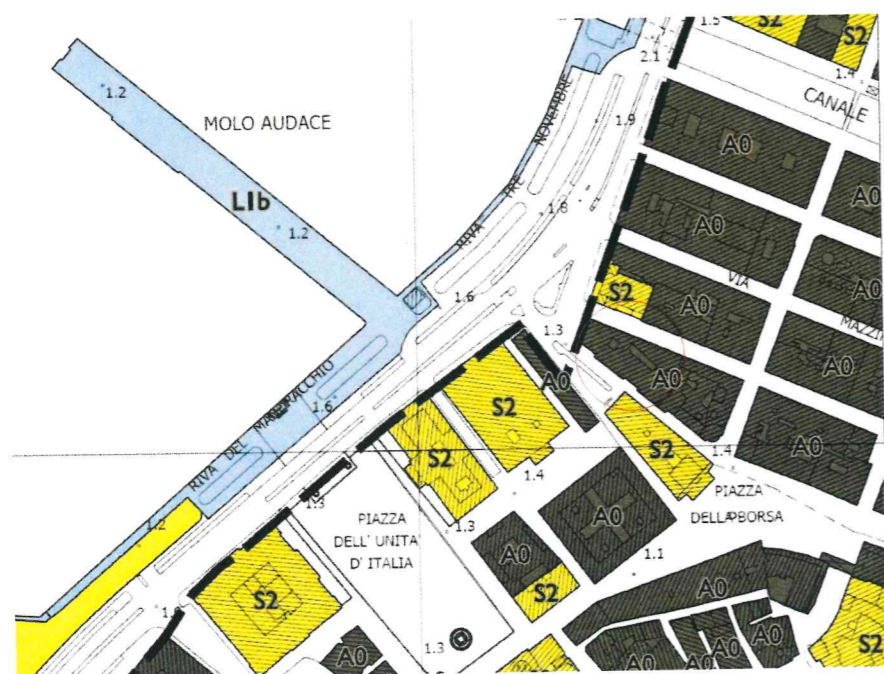 S2
S2
1.5
2.1
1.4
CANALE
1.2
MOLO AUDACE
RIVA TRE NOVEMBRE
1.9
A0
A0
L1b
1.2
1.8
A0
VIA
A0
S2
A0
1.6
1.3
MAZZINI
A0
A0
A0
RIVA DEL MANDRACCHIO
1.6
S2
S2
S2
1.4
A0
1.4
1.3
PIAZZA
DELL' UNITA'
D' ITALIA
1.3
PIAZZA
DELLA BORSA
A0
A0
1.1
1.2
S2
S2
A0
1.3
A0
A0
A0
A0
A0
S2